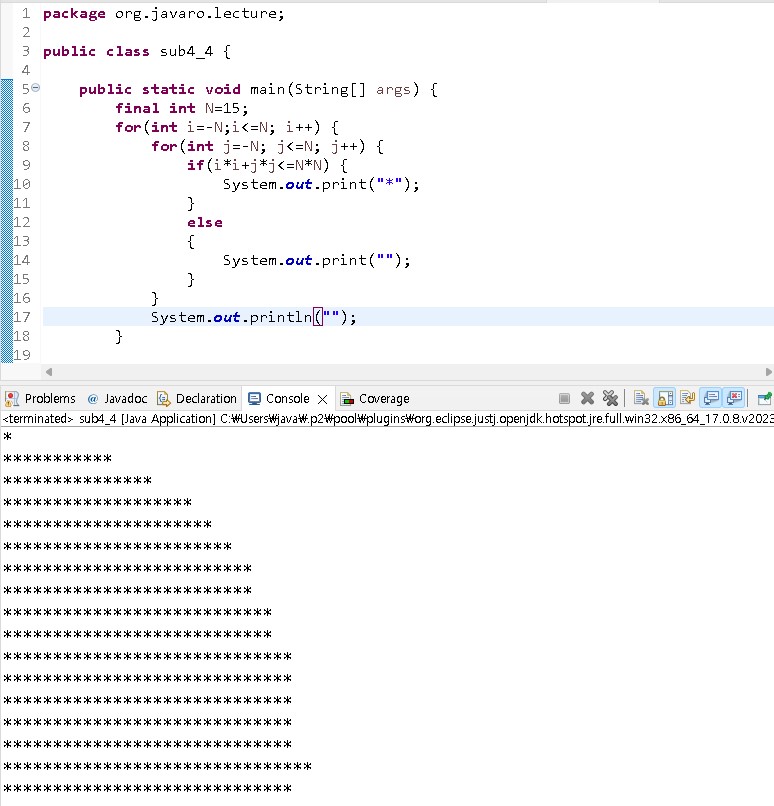 1 package org.javaro.lecture;
2
3 public class sub4_4 {
4
5 public static void main(String[] args) {
6 final int N=15;
7 for(int i=-N;i<=N; i++) {
8 for(int j=-N; j<=N; j++) {
9 if(i*i+j*j<=N*N) {
10 System.out.print("*");
11 }
12 else
13 {
14 System.out.print("");
15 }
16 }
17 System.out.println("");
18 }
19
Problems @ Javadoc Declaration Console Coverage
<terminated> sub4_4 [Java Application] C:₩Users₩java₩.p2₩pool₩plugins₩org.eclipse.justj.openjdk.hotspot.jre.full.win32.x86_64_17.0.8.v2023
*
***********
***************
*******************
*********************
***********************
*************************
*************************
***************************
***************************
*****************************
*****************************
*****************************
*****************************
*****************************
*******************************
*****************************